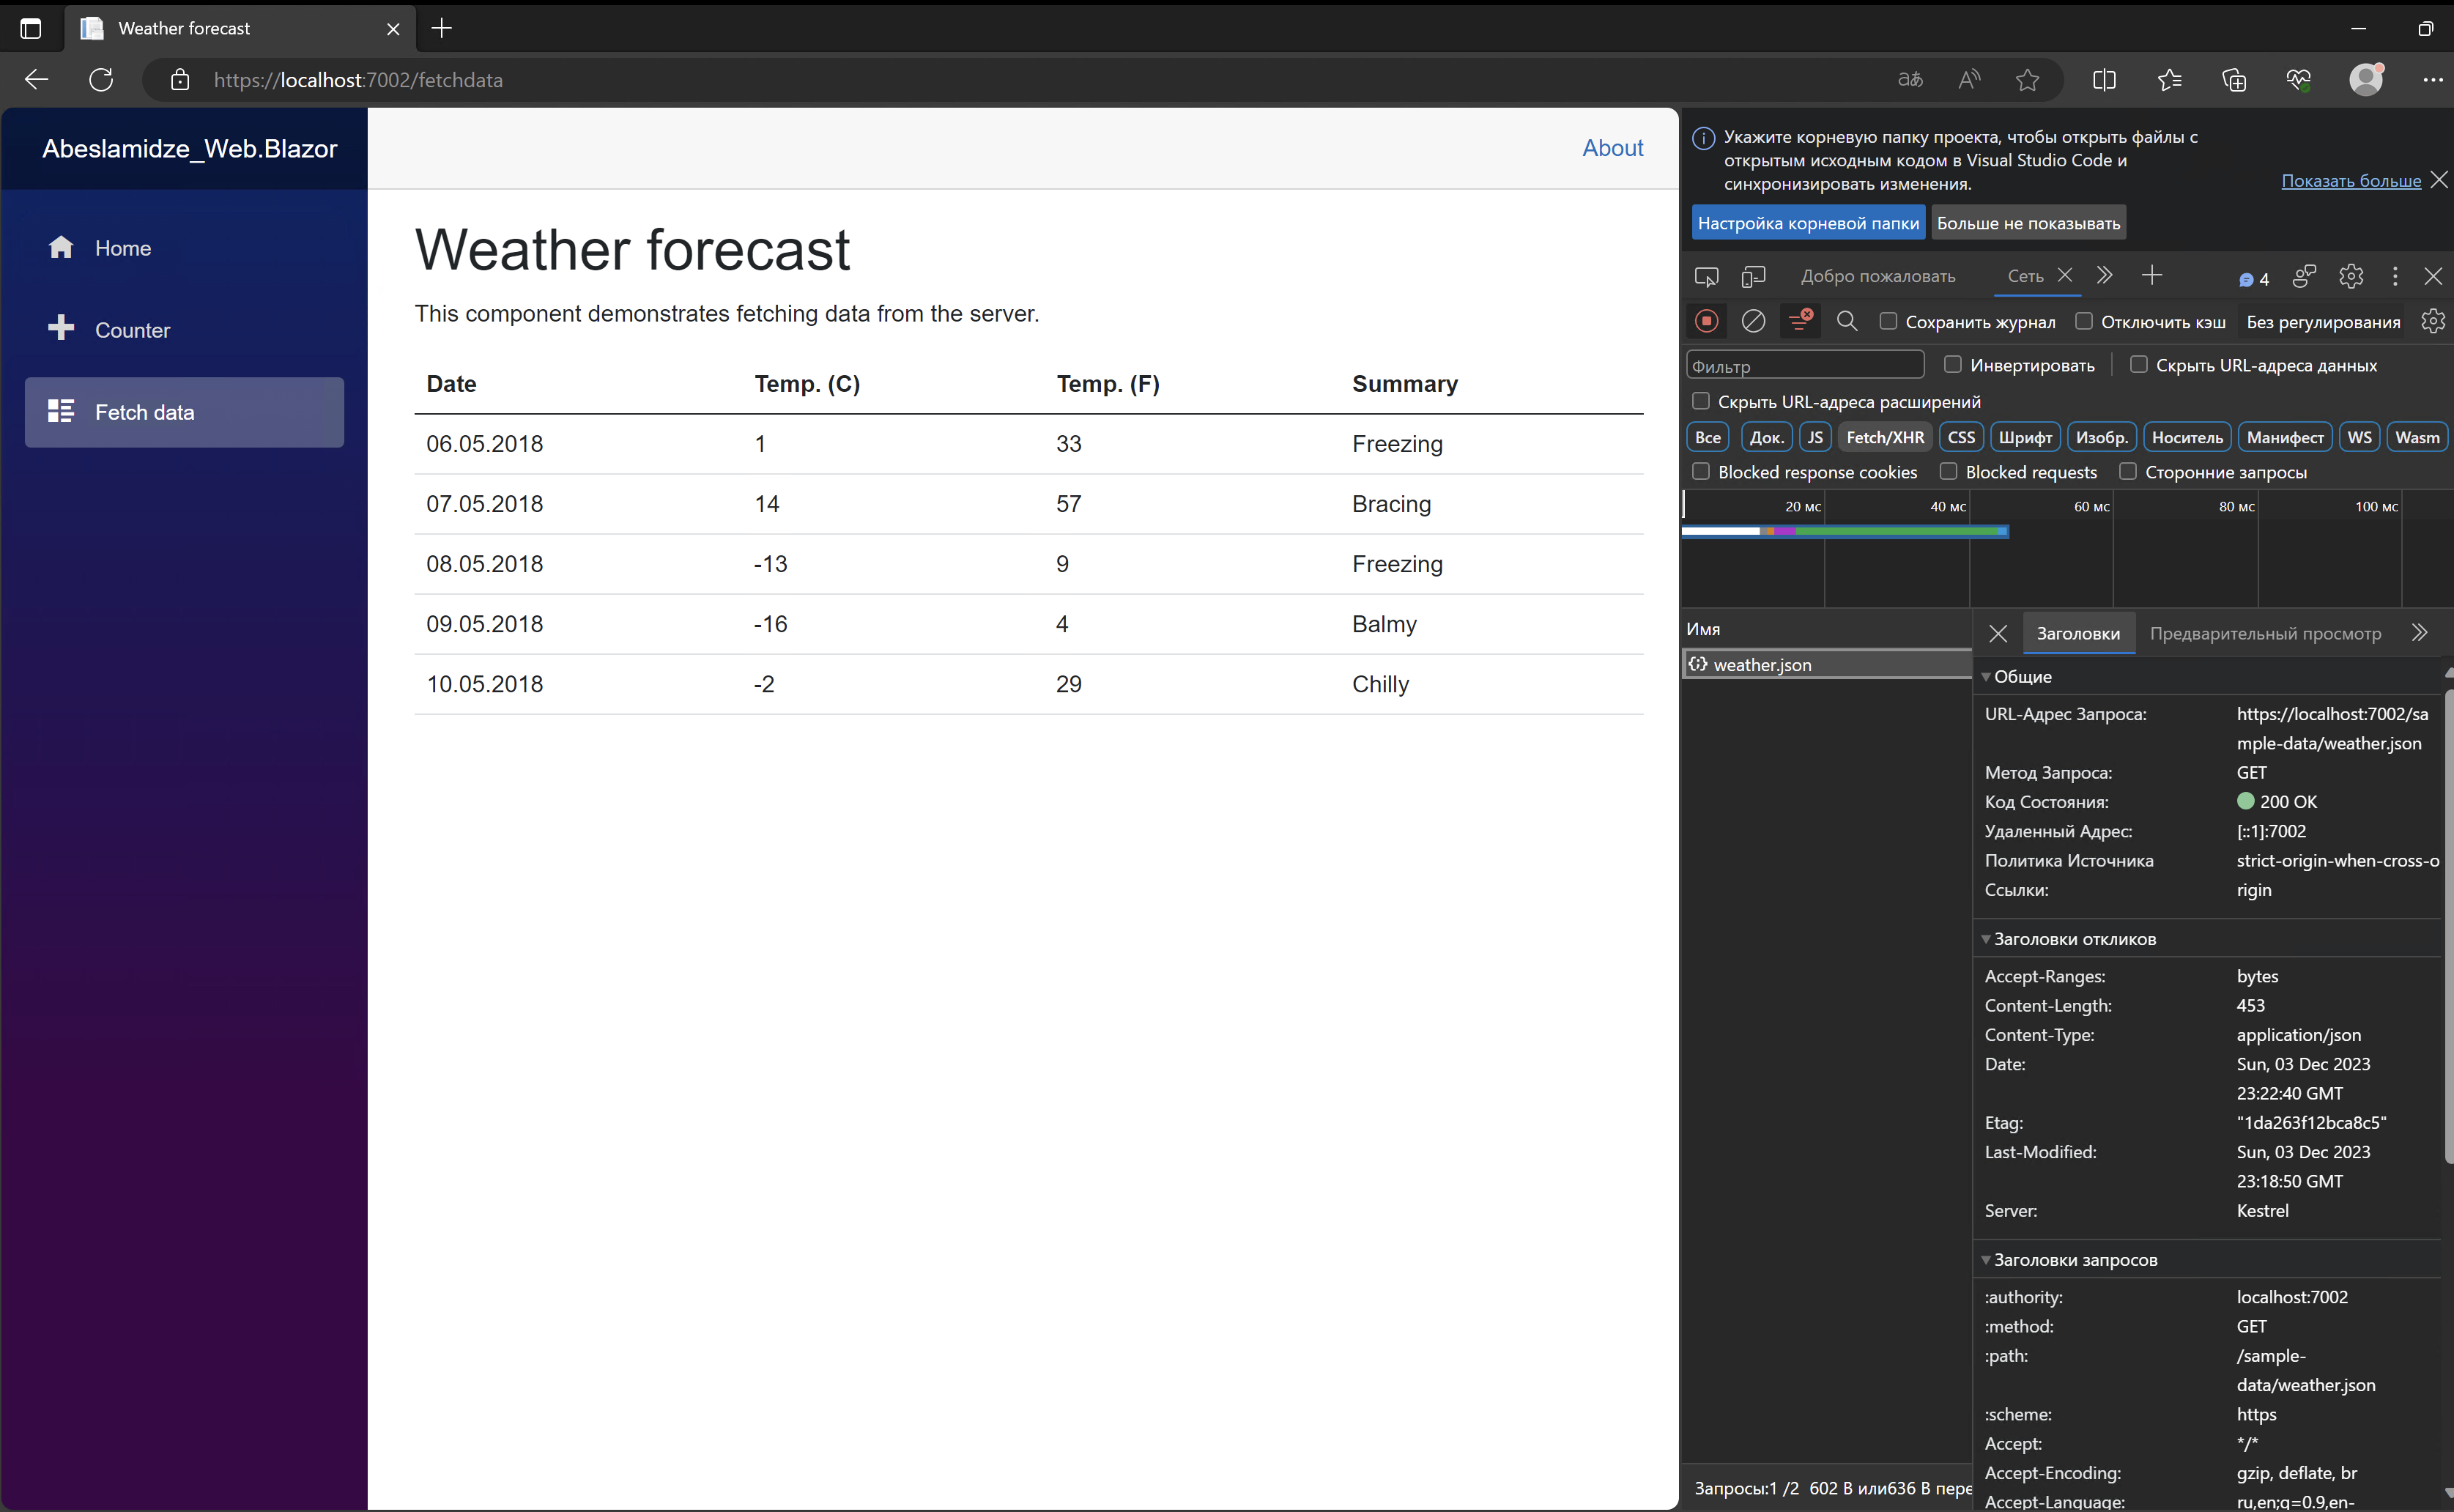 Weather forecast
https://localhost:7002/fetchdata
aあ
Abeslamidze_Web.Blazor
Home
Counter
Fetch data
About
Weather forecast
This component demonstrates fetching data from the server.
Date Temp. (C) Temp. (F) Summary
06.05.2018 1 33 Freezing
07.05.2018 14 57 Bracing
08.05.2018 -13 9 Freezing
09.05.2018 -16 4 Balmy
10.05.2018 -2 29 Chilly
Укажите корневую папку проекта, чтобы открыть файлы с
открытым исходным кодом в Visual Studio Code и
синхронизировать изменения.
Показать больше
Настройка корневой папки Больше не показывать
Добро пожаловать Сеть 4
Сохранить журнал Отключить кэш Без регулирования
Фильтр Инвертировать Скрыть URL-адреса данных
Скрыть URL-адреса расширений
Все Док. JS Fetch/XHR CSS Шрифт Изобр. Носитель Манифест WS Wasm
Blocked response cookies Blocked requests Сторонние запросы
20 мс 40 мс 60 мс 80 мс 100 мс
Имя
weather.json
Заголовки Предварительный просмотр
Общие
URL-Адрес Запроса: https://localhost:7002/sa
mple-data/weather.json
Метод Запроса: GET
Код Состояния: 200 OK
Удаленный Адрес: [::1]:7002
Политика Источника strict-origin-when-cross-o
Ссылки: rigin
Заголовки откликов
Accept-Ranges: bytes
Content-Length: 453
Content-Type: application/json
Date: Sun, 03 Dec 2023
23:22:40 GMT
Etag: "1da263f12bca8c5"
Last-Modified: Sun, 03 Dec 2023
23:18:50 GMT
Server: Kestrel
Заголовки запросов
:authority: localhost:7002
:method: GET
:path: /sample-
data/weather.json
:scheme: https
Accept: */*
Accept-Encoding: gzip, deflate, br
Accept-Language: ru,en;q=0.9,en-
Запросы:1 /2 602 В или636 В пере